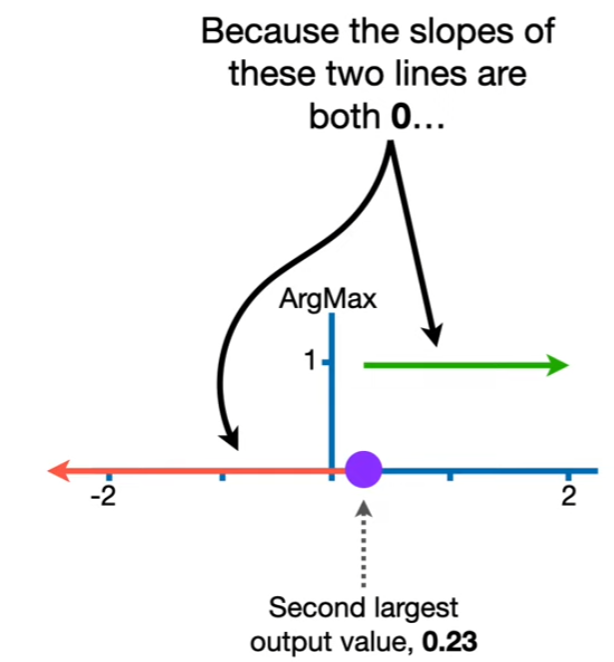 Because the slopes of
these two lines are
both 0...
ArgMax
1
-2
2
Second largest
output value, 0.23